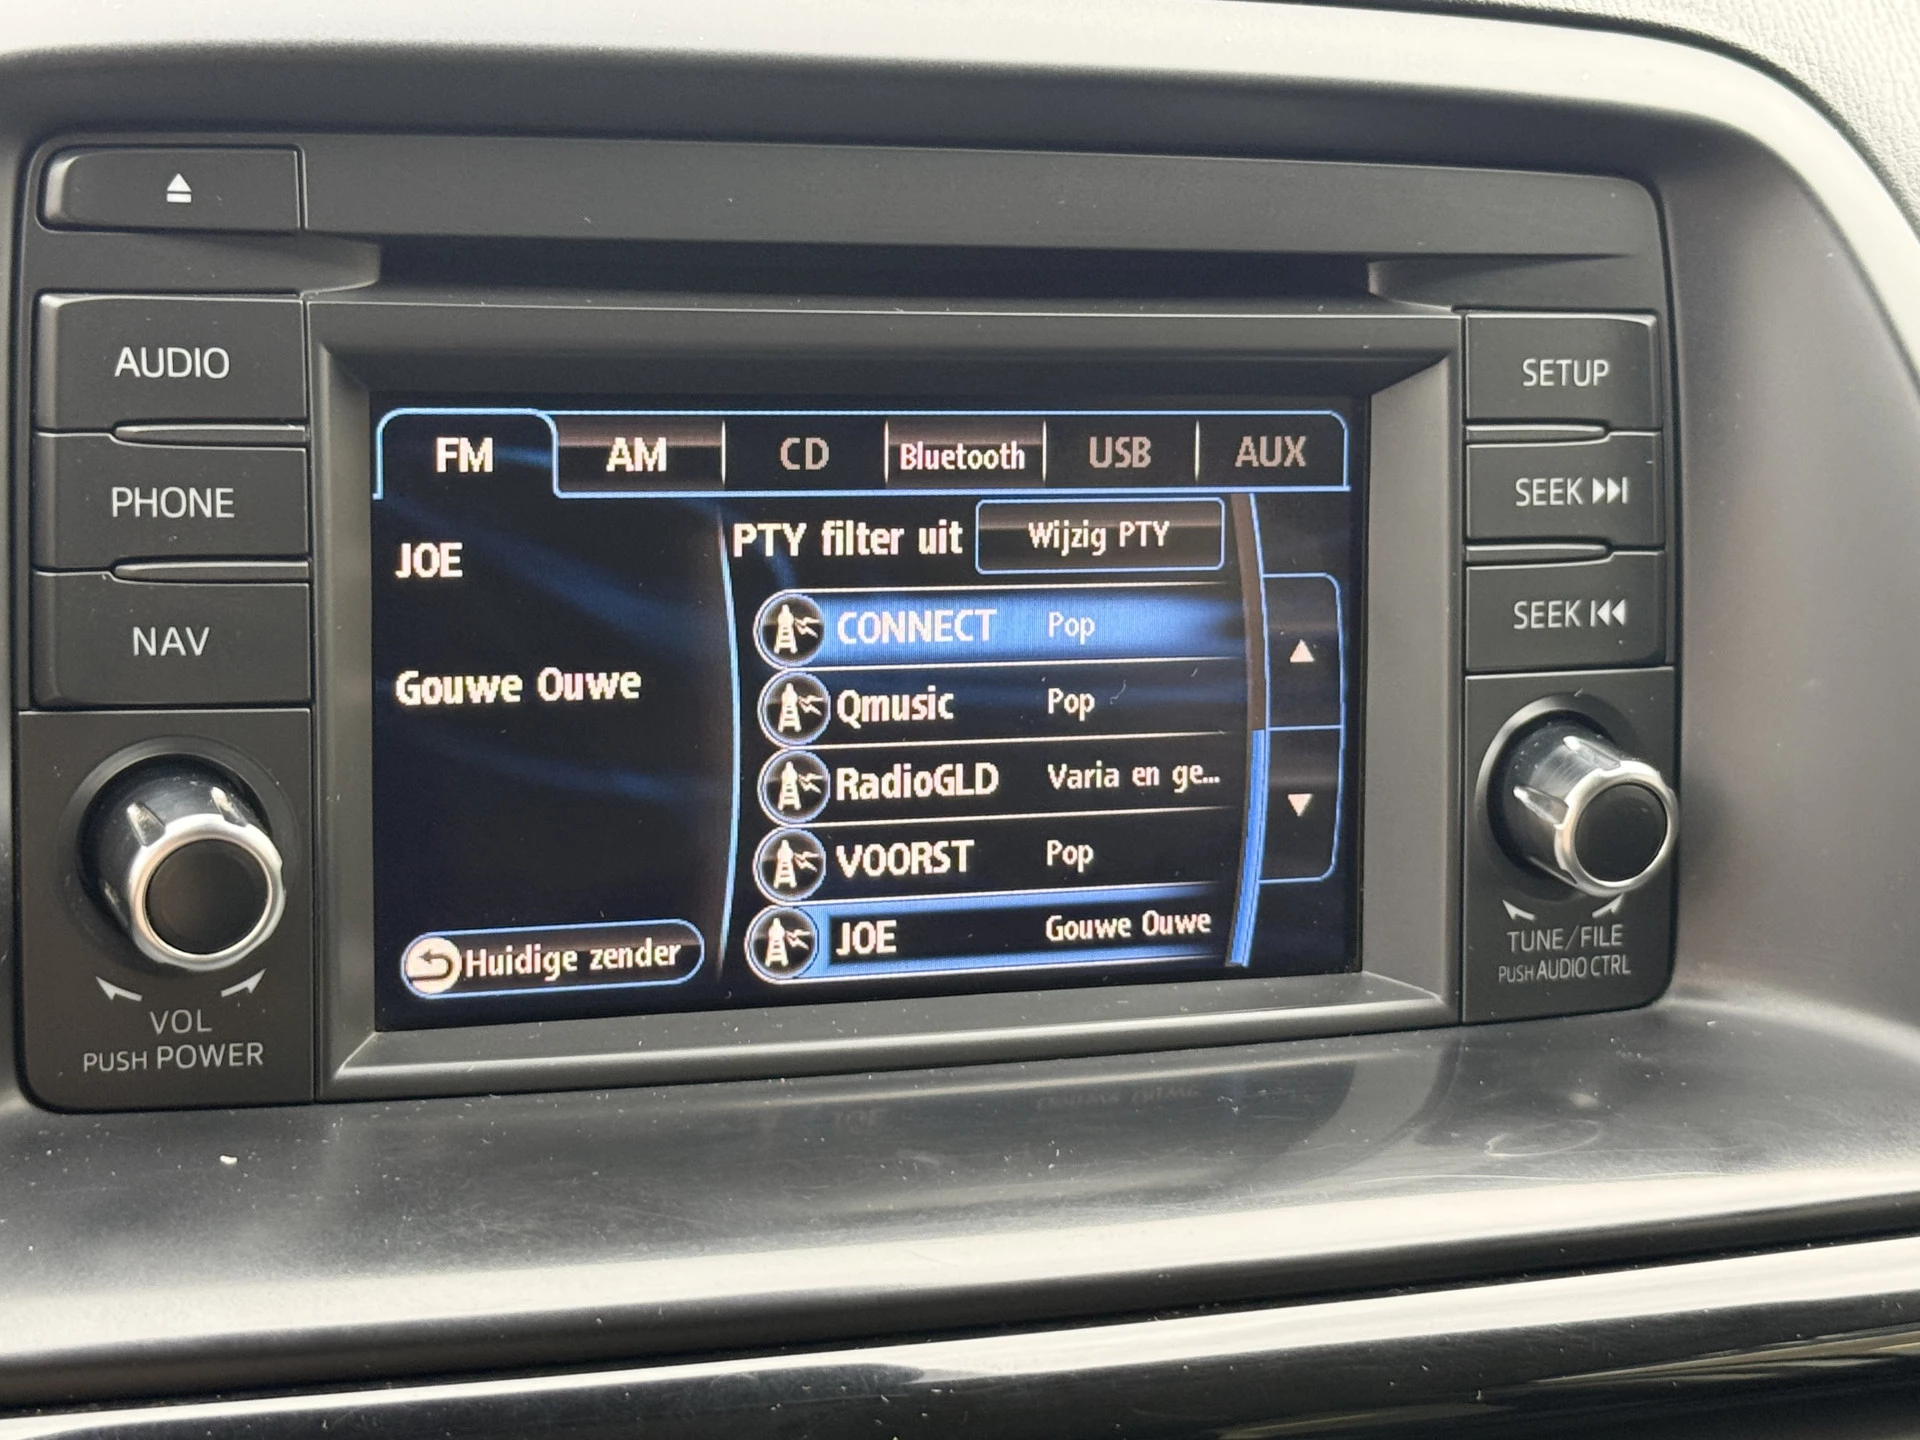 AUDIO
PHONE
NAV
VOL
PUSH POWER
FM AM CD Bluetooth USB AUX
JOE
Gouwe Ouwe
Huidige zender
PTY filter uit Wijzig PTY
CONNECT Pop
Qmusic Pop
RadioGLD Varia en ge...
VOORST Pop
JOE Gouwe Ouwe
SETUP
SEEK
SEEK
TUNE/FILE
PUSH AUDIO CTRL